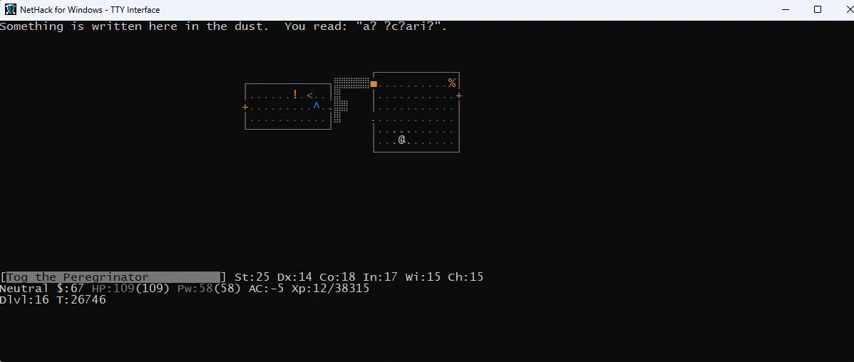 NetHack for Windows - TTY Interface
Something is written here in the dust.  You read: "a? ?c?ari?".
%
! <
+ ^ +
@
[Tog the Peregrinator          ] St:25 Dx:14 Co:18 In:17 Wi:15 Ch:15
Neutral $:67 HP:109(109) Pw:58(58) AC:-5 Xp:12/38315
Dlvl:16 T:26746